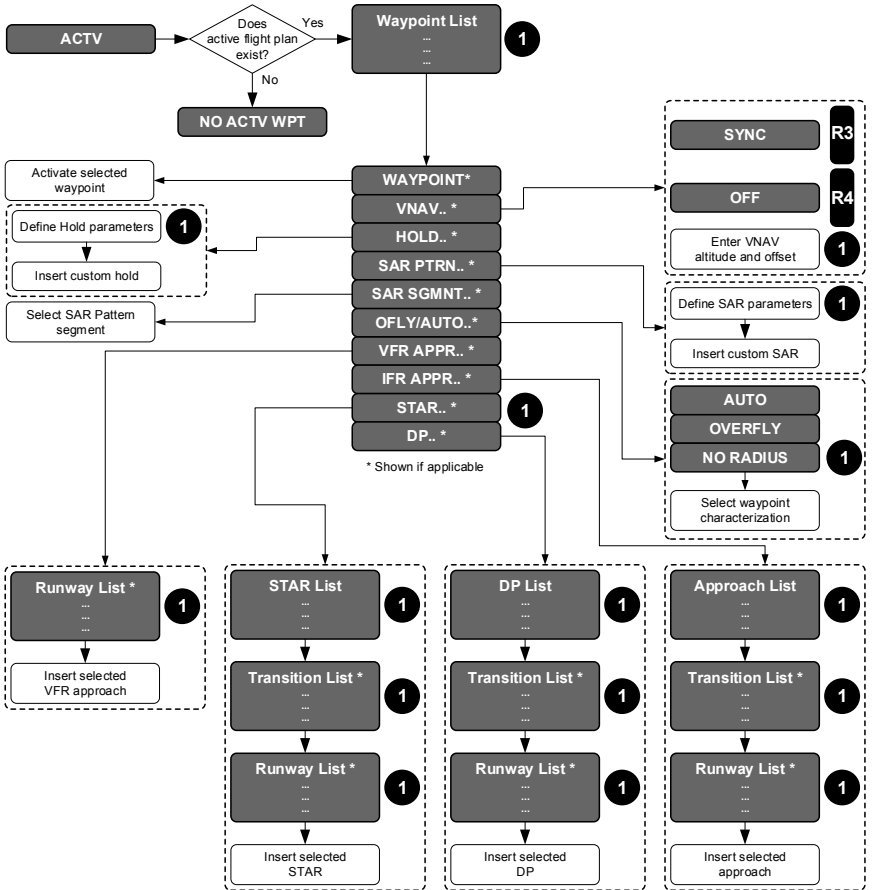 ACTV
Does
active flight plan
exist?
Yes
No
NO ACTV WPT
Waypoint List
...
...
...
1
WAYPOINT*
VNAV.. *
HOLD.. *
SAR PTRN.. *
SAR SGMNT.. *
OFLY/AUTO..*
VFR APPR.. *
IFR APPR.. *
STAR.. *
DP.. *
1
* Shown if applicable
Activate selected
waypoint
Define Hold parameters
1
Insert custom hold
Select SAR Pattern
segment
SYNC
R3
OFF
R4
Enter VNAV
altitude and offset
1
Define SAR parameters
1
Insert custom SAR
AUTO
OVERFLY
NO RADIUS
1
Select waypoint
characterization
Runway List *
...
...
...
1
Insert selected
VFR approach
STAR List
...
...
...
1
Transition List *
...
...
...
1
Runway List *
...
...
...
1
Insert selected
STAR
DP List
...
...
...
1
Transition List *
...
...
...
1
Runway List *
...
...
...
1
Insert selected
DP
Approach List
...
...
...
1
Transition List *
...
...
...
1
Runway List *
...
...
...
1
Insert selected
approach